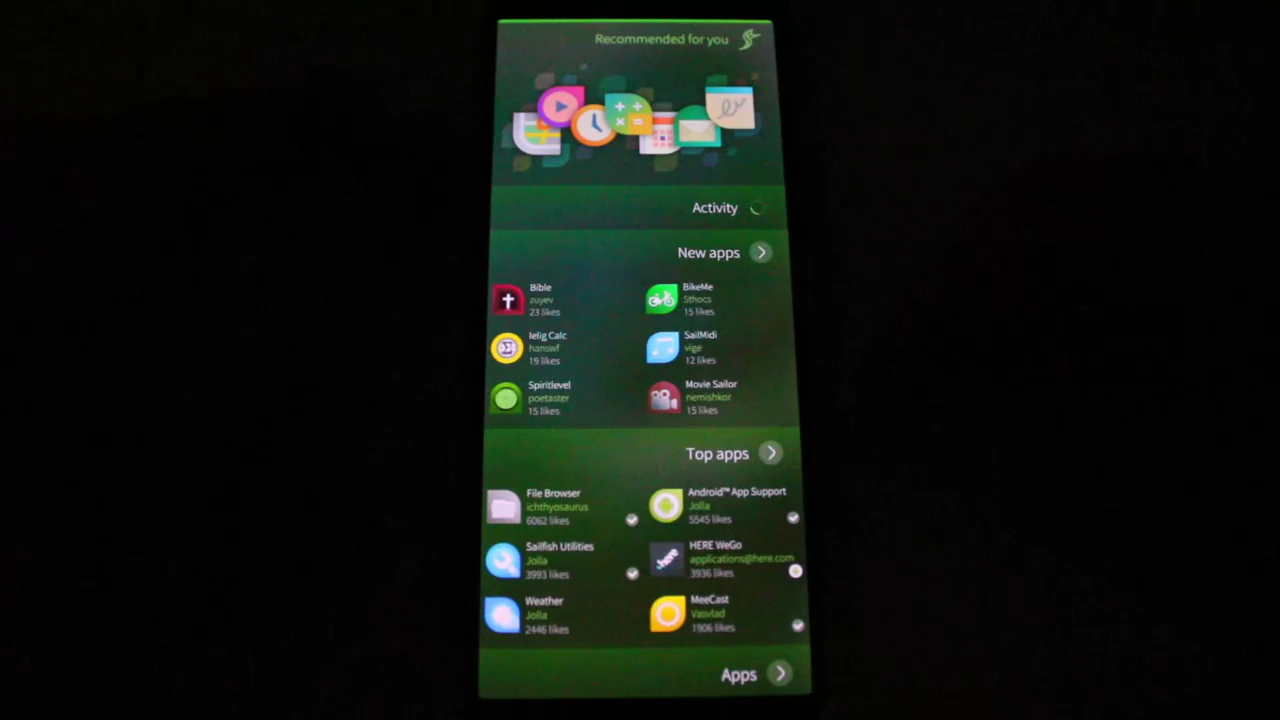 Recommended for you
Activity
New apps
Bible
zuyev
23 likes
BikeMe
Sthocs
15 likes
Ielig Calc
hanswf
19 likes
SailMidi
vige
12 likes
Spiritlevel
poetaster
15 likes
Movie Sailor
nemishkor
15 likes
Top apps
File Browser
ichthyosaurus
6062 likes
Android™ App Support
Jolla
5545 likes
Sailfish Utilities
Jolla
3993 likes
HERE WeGo
applications@here.com
3936 likes
Weather
Jolla
2446 likes
MeeCast
Vasvlad
1906 likes
Apps